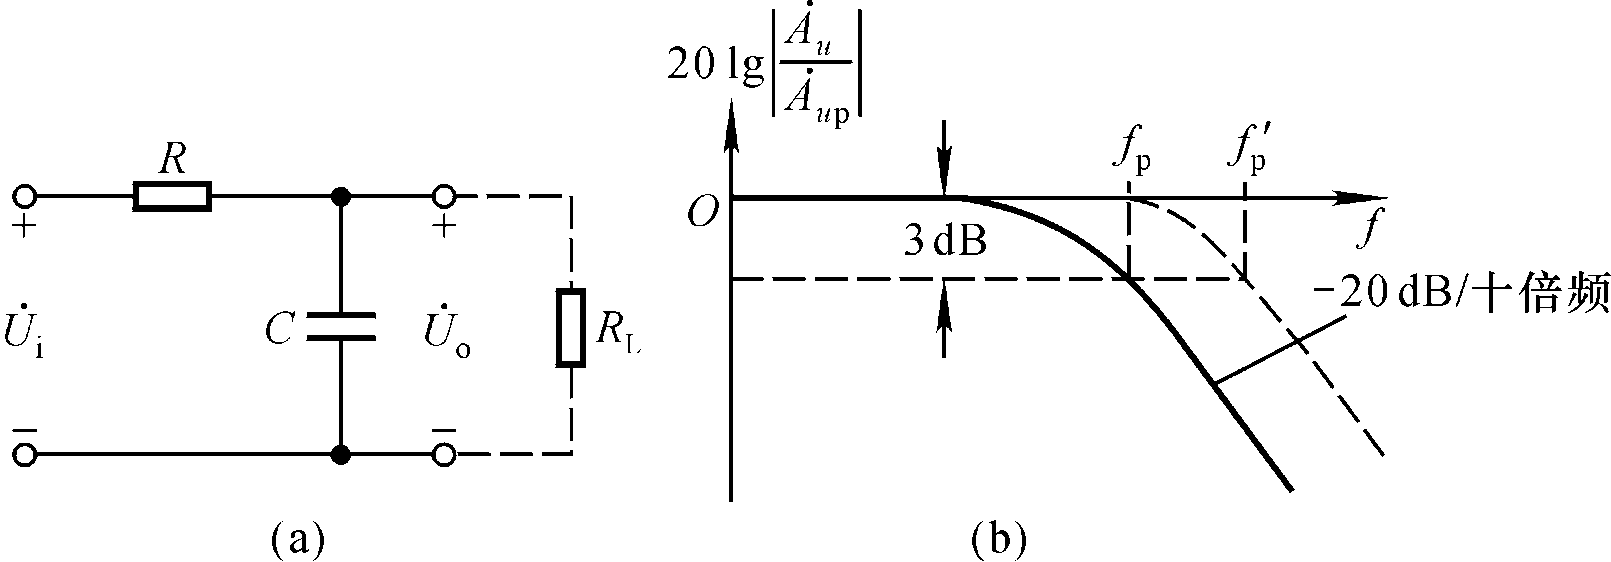 20 lg|Ȧu/Ȧup|
R
+
+
U̇i
C
U̇o
RL
−
−
(a)
O
fp
fp′
f
3 dB
−20 dB/十倍频
(b)